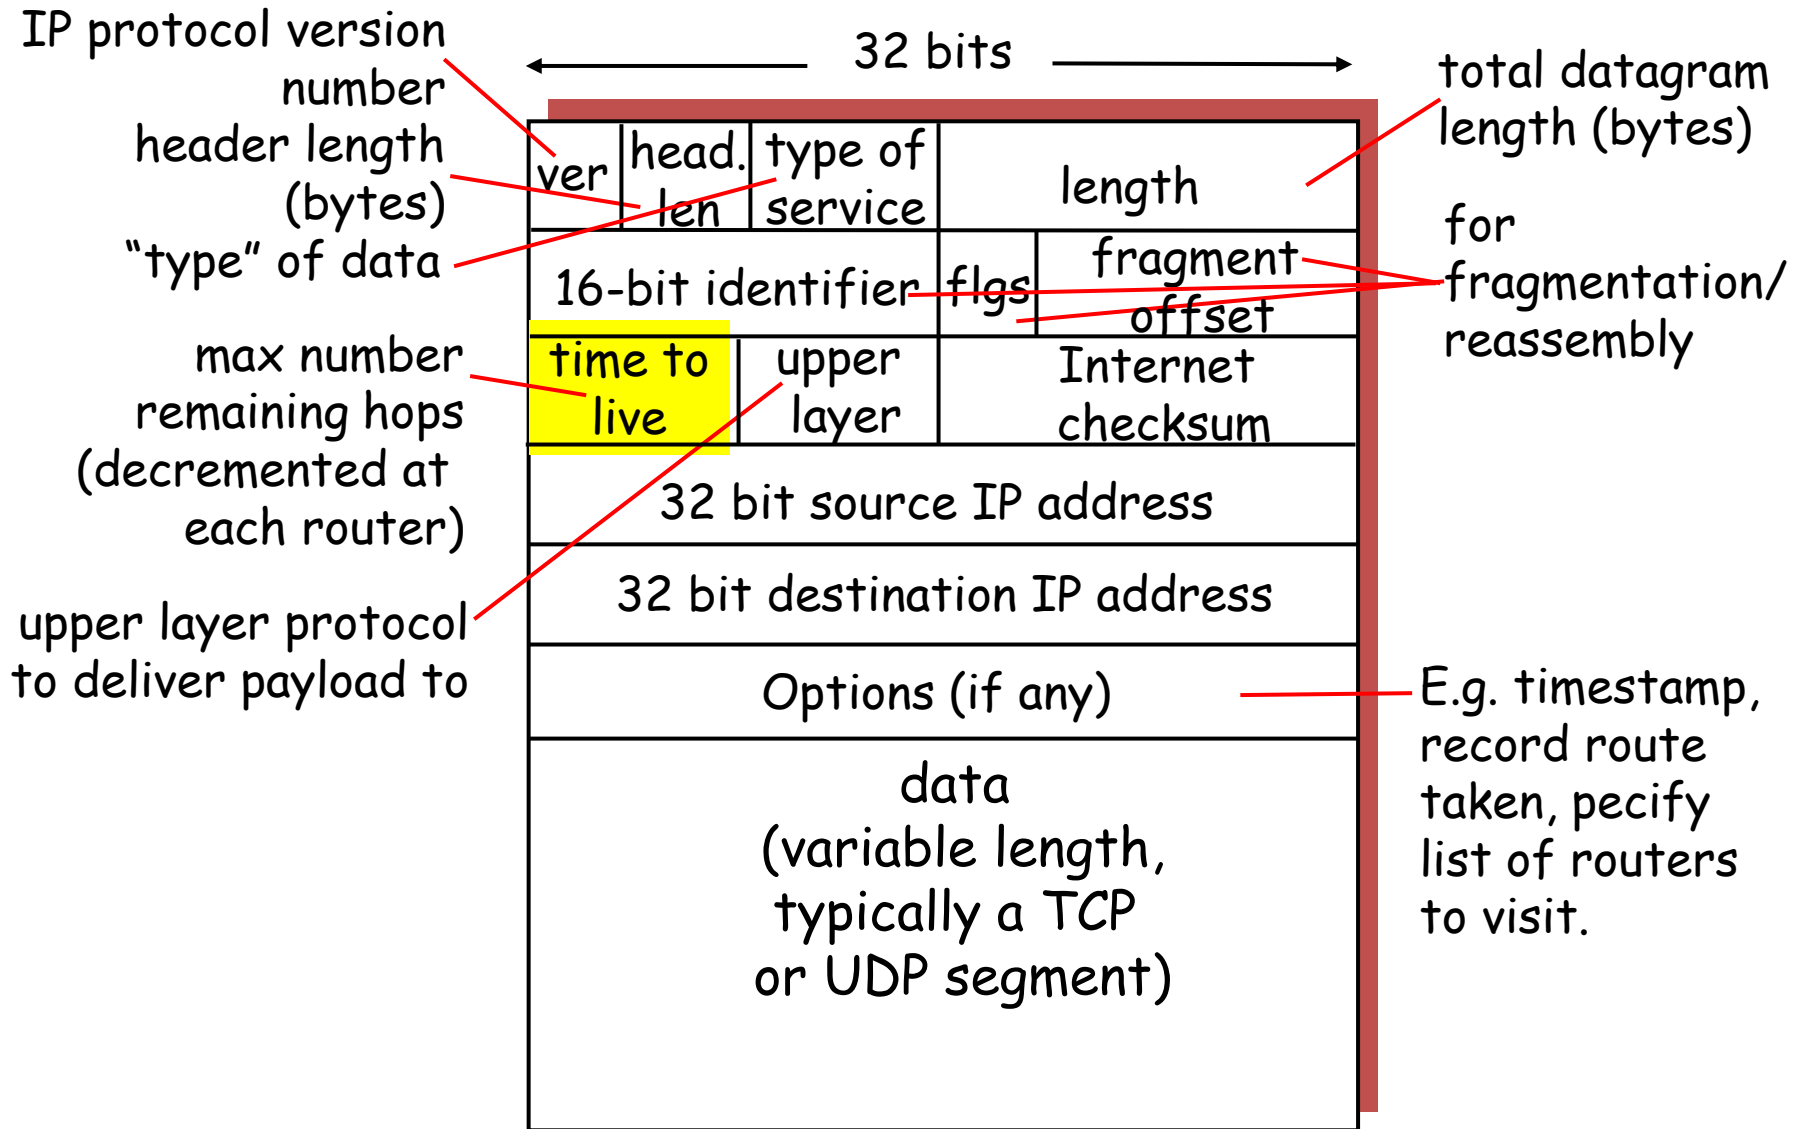 IP protocol version
number
header length
(bytes)
“type” of data
max number
remaining hops
(decremented at
each router)
upper layer protocol
to deliver payload to
32 bits
ver
head.
len
type of
service
length
16-bit identifier
flgs
fragment
offset
time to
live
upper
layer
Internet
checksum
32 bit source IP address
32 bit destination IP address
Options (if any)
data
(variable length,
typically a TCP
or UDP segment)
total datagram
length (bytes)
for
fragmentation/
reassembly
E.g. timestamp,
record route
taken, pecify
list of routers
to visit.